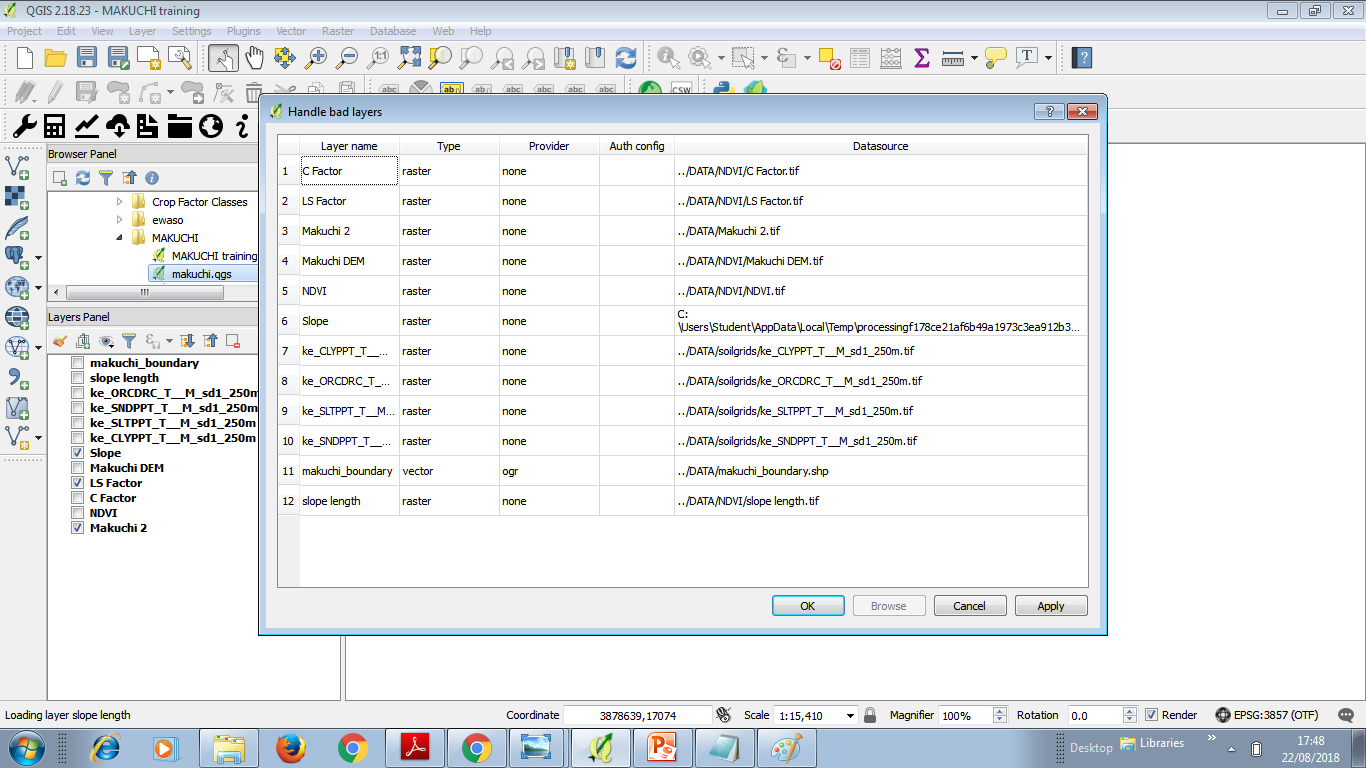 QGIS 2.18.23 - MAKUCHI training
Project Edit View Layer Settings Plugins Vector Raster Database Web Help
1:1
T
abc ab abc abc abc abc CSW
Handle bad layers
Layer name Type Provider Auth config Datasource
1 C Factor raster none ../DATA/NDVI/C Factor.tif
2 LS Factor raster none ../DATA/NDVI/LS Factor.tif
3 Makuchi 2 raster none ../DATA/Makuchi 2.tif
4 Makuchi DEM raster none ../DATA/NDVI/Makuchi DEM.tif
5 NDVI raster none ../DATA/NDVI/NDVI.tif
6 Slope raster none C:
\Users\Student\AppData\Local\Temp\processingf178ce21af6b49a1973c3ea912b3...
7 ke_CLYPPT_T__... raster none ../DATA/soilgrids/ke_CLYPPT_T__M_sd1_250m.tif
8 ke_ORCDRC_T_... raster none ../DATA/soilgrids/ke_ORCDRC_T__M_sd1_250m.tif
9 ke_SLTPPT_T__M... raster none ../DATA/soilgrids/ke_SLTPPT_T__M_sd1_250m.tif
10 ke_SNDPPT_T__... raster none ../DATA/soilgrids/ke_SNDPPT_T__M_sd1_250m.tif
11 makuchi_boundary vector ogr ../DATA/makuchi_boundary.shp
12 slope length raster none ../DATA/NDVI/slope length.tif
OK Browse Cancel Apply
Browser Panel
Crop Factor Classes
ewaso
MAKUCHI
MAKUCHI training
makuchi.qgs
Layers Panel
makuchi_boundary
slope length
ke_ORCDRC_T__M_sd1_250m
ke_SNDPPT_T__M_sd1_250m
ke_SLTPPT_T__M_sd1_250m
ke_CLYPPT_T__M_sd1_250m
Slope
Makuchi DEM
LS Factor
C Factor
NDVI
Makuchi 2
Loading layer slope length Coordinate 3878639,17074 Scale 1:15,410 Magnifier 100% Rotation 0.0 Render EPSG:3857 (OTF)
Desktop Libraries
17:48
22/08/2018